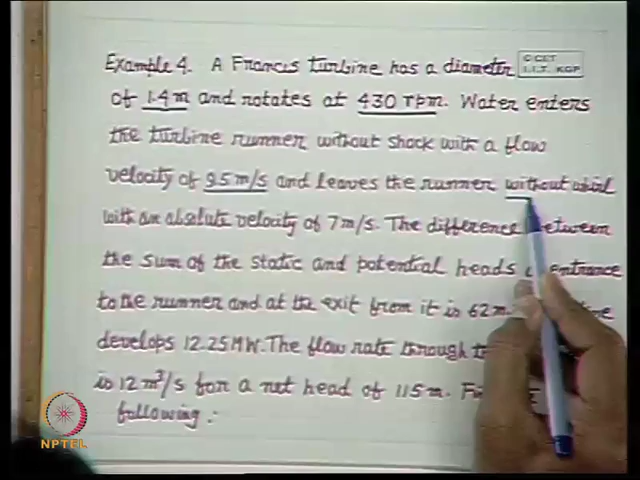 Example 4. A Francis turbine has a diameter
© CET
I.I.T. KGP
of 1.4m and rotates at 430 rpm. Water enters
the turbine runner without shock with a flow
velocity of 9.5 m/s and leaves the runner without whirl
with an absolute velocity of 7 m/s. The difference between
the sum of the static and potential heads entrance
to the runner and at the exit from it is 62m.
develops 12.25 MW. The flow rate through
is 12 m³/s for a net head of 115m.
following :
NPTEL